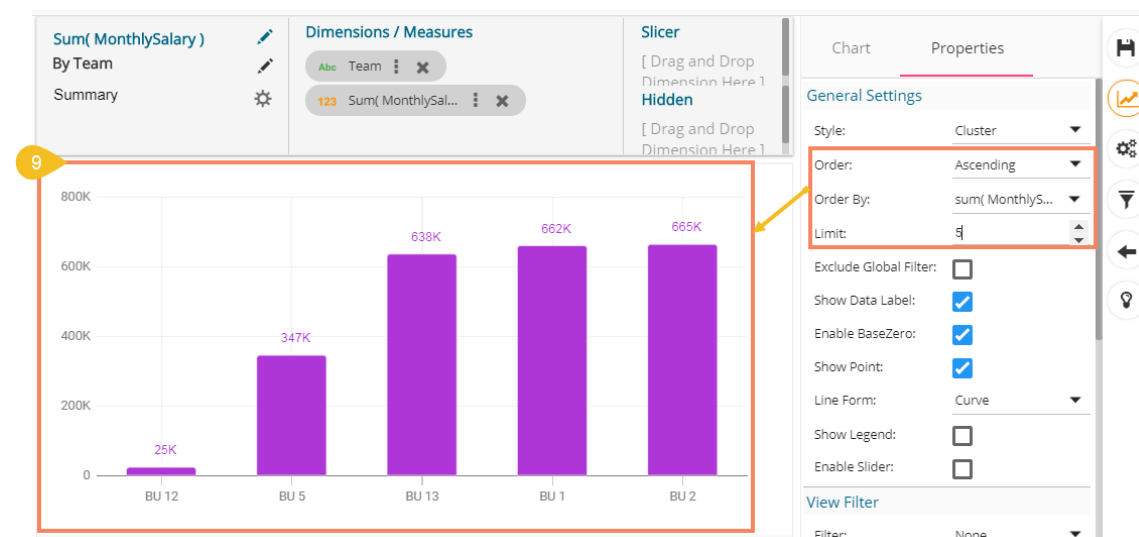 Sum( MonthlySalary )
By Team
Summary
Dimensions / Measures
Abc Team
123 Sum( MonthlySal...
Slicer
[ Drag and Drop
Dimension Here ]
Hidden
[ Drag and Drop
Dimension Here ]
Chart Properties
General Settings
Style: Cluster
Order: Ascending
Order By: sum( MonthlyS...
Limit: 5
Exclude Global Filter:
Show Data Label:
Enable BaseZero:
Show Point:
Line Form: Curve
Show Legend:
Enable Slider:
View Filter
Filter: None
9
800K
600K
400K
200K
0
25K
347K
638K
662K
665K
BU 12
BU 5
BU 13
BU 1
BU 2